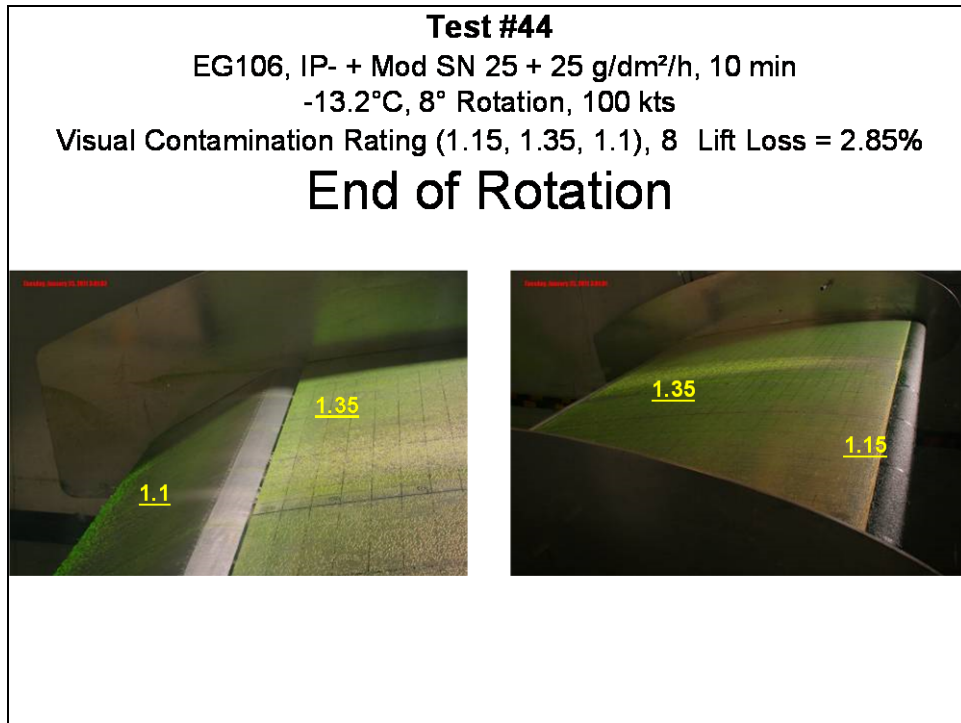 Test #44
EG106, IP- + Mod SN 25 + 25 g/dm²/h, 10 min
-13.2°C, 8° Rotation, 100 kts
Visual Contamination Rating (1.15, 1.35, 1.1), 8 Lift Loss = 2.85%
End of Rotation
1.35
1.1
1.35
1.15